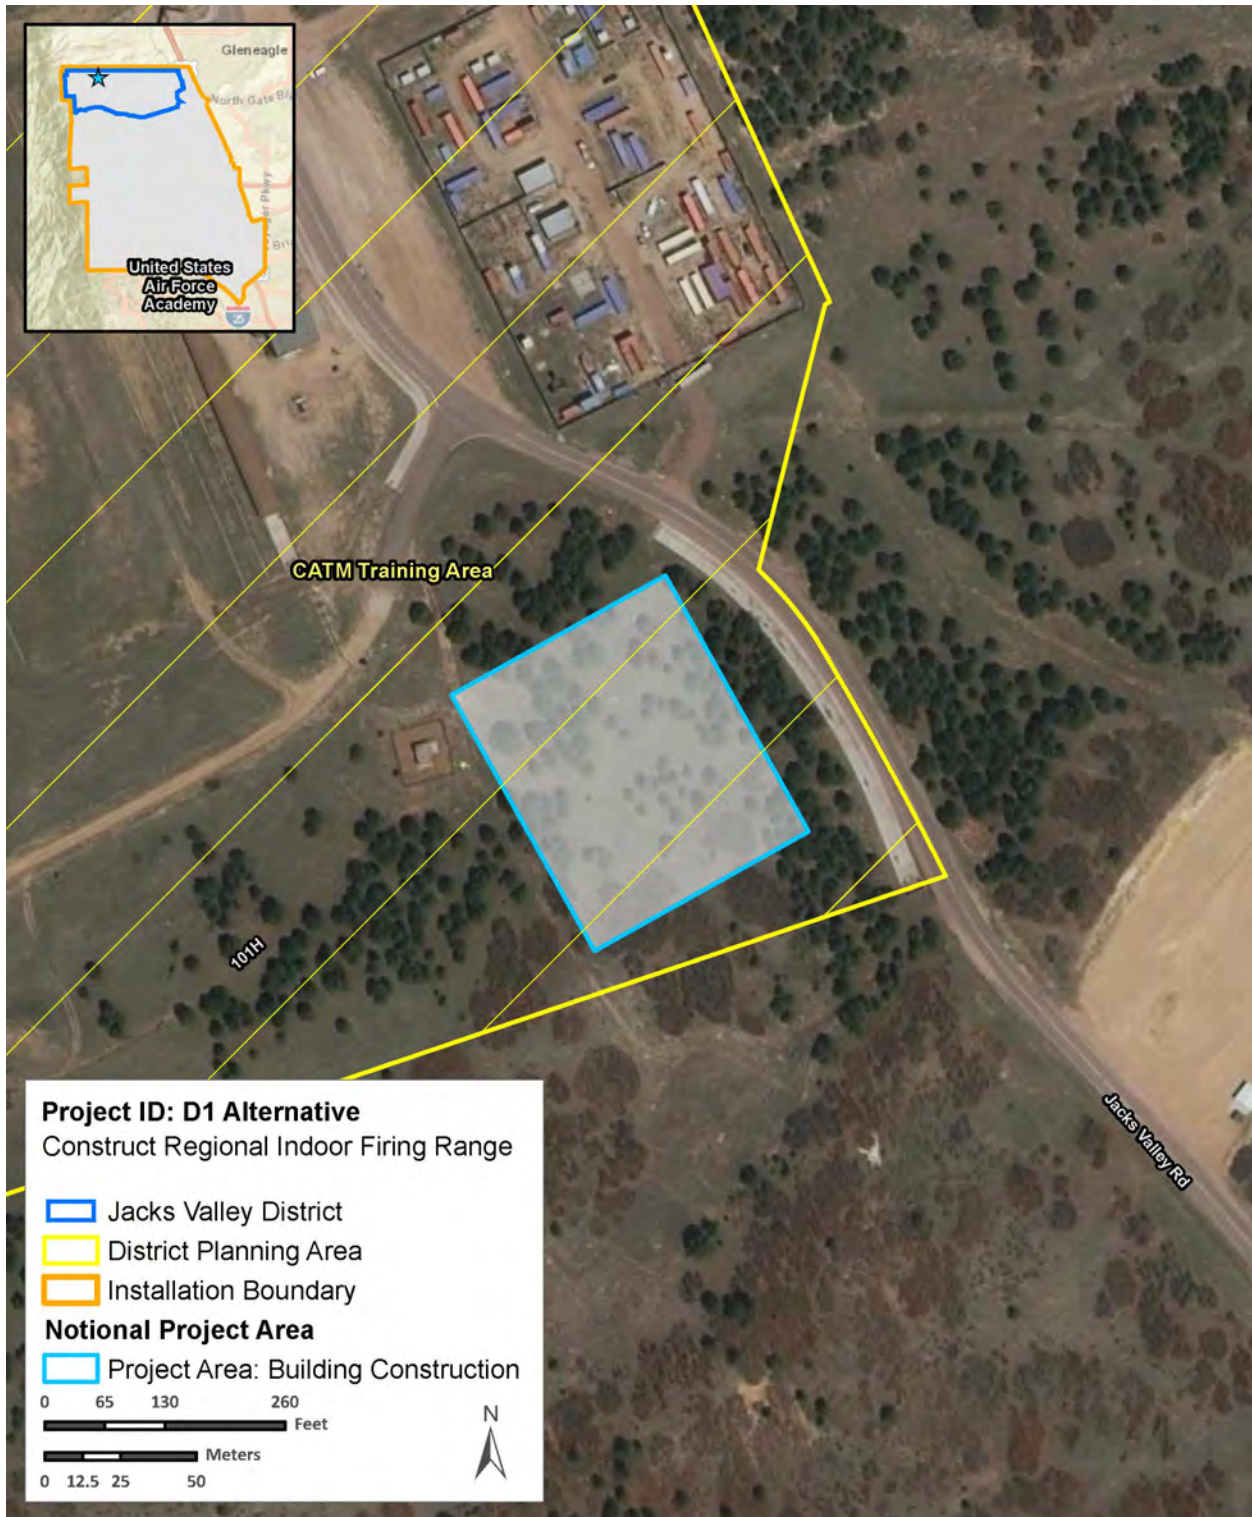 Gleneagle
North Gate Bl
Pkwy
United States
Air Force
Academy
25
CATM Training Area
101H
Jacks Valley Rd
Project ID: D1 Alternative
Construct Regional Indoor Firing Range
Jacks Valley District
District Planning Area
Installation Boundary
Notional Project Area
Project Area: Building Construction
0 65 130 260
Feet
Meters
0 12.5 25 50
N